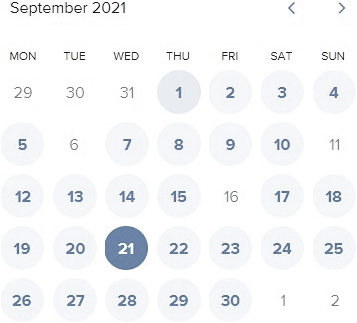 September 2021
MON TUE WED THU FRI SAT SUN
29 30 31 1 2 3 4
5 6 7 8 9 10 11
12 13 14 15 16 17 18
19 20 21 22 23 24 25
26 27 28 29 30 1 2